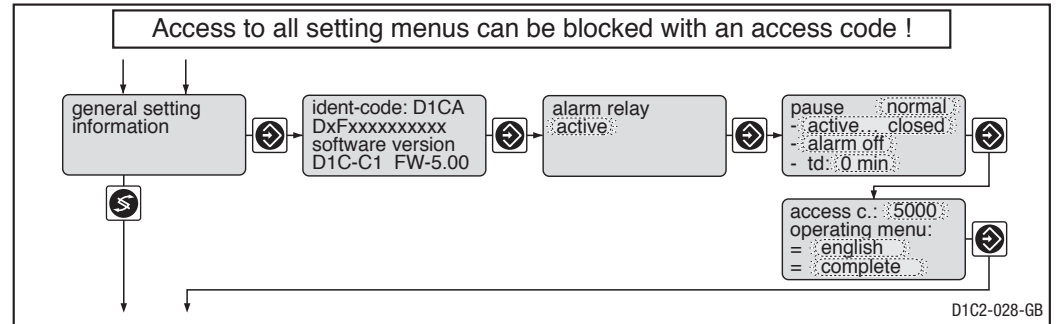 Access to all setting menus can be blocked with an access code !
general setting
information
ident-code: D1CA
DxFxxxxxxxxxx
software version
D1C-C1 FW-5.00
alarm relay
active
pause normal
- active closed
- alarm off
- td: 0 min
access c.: 5000
operating menu:
= english
= complete
D1C2-028-GB